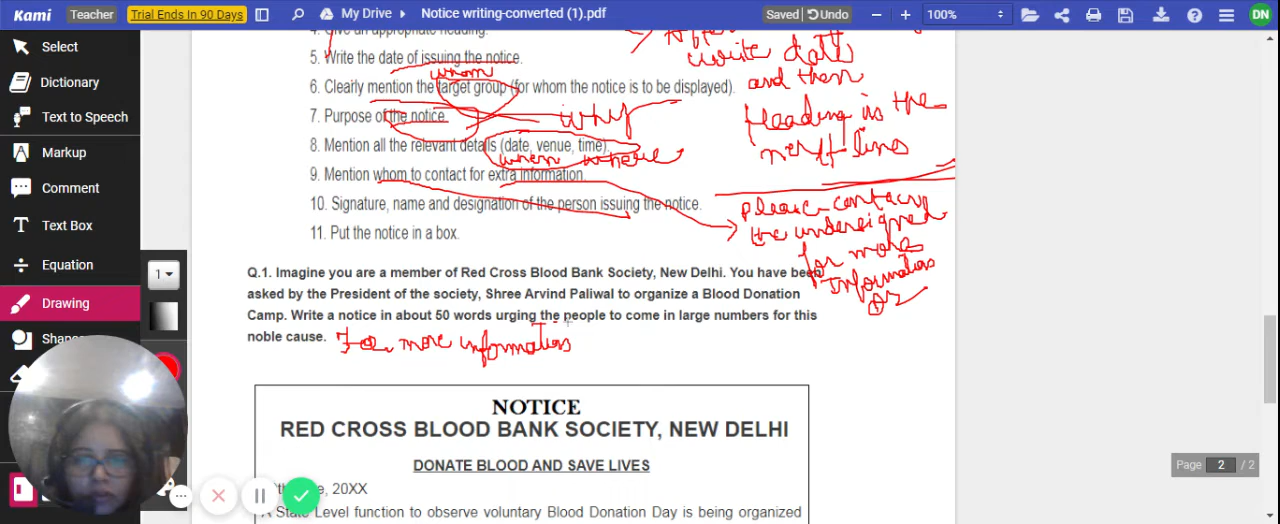 Kami Teacher Trial Ends In 90 Days My Drive Notice writing-converted (1).pdf Saved Undo 100% DN
Select
Dictionary
Text to Speech
Markup
Comment
Text Box
Equation
Drawing
1
4. Give an appropriate heading.
5. Write the date of issuing the notice.
whom
6. Clearly mention the target group (for whom the notice is to be displayed).
7. Purpose of the notice.
why
8. Mention all the relevant details (date, venue, time).
when where
9. Mention whom to contact for extra information.
10. Signature, name and designation of the person issuing the notice.
11. Put the notice in a box.
write date
and then
heading in the
next lines
please contact
the undersigned
for more
information
or
Q.1. Imagine you are a member of Red Cross Blood Bank Society, New Delhi. You have been
asked by the President of the society, Shree Arvind Paliwal to organize a Blood Donation
Camp. Write a notice in about 50 words urging the people to come in large numbers for this
noble cause.
For more information
NOTICE
RED CROSS BLOOD BANK SOCIETY, NEW DELHI
DONATE BLOOD AND SAVE LIVES
20XX
A State Level function to observe voluntary Blood Donation Day is being organized
Page 2 / 2